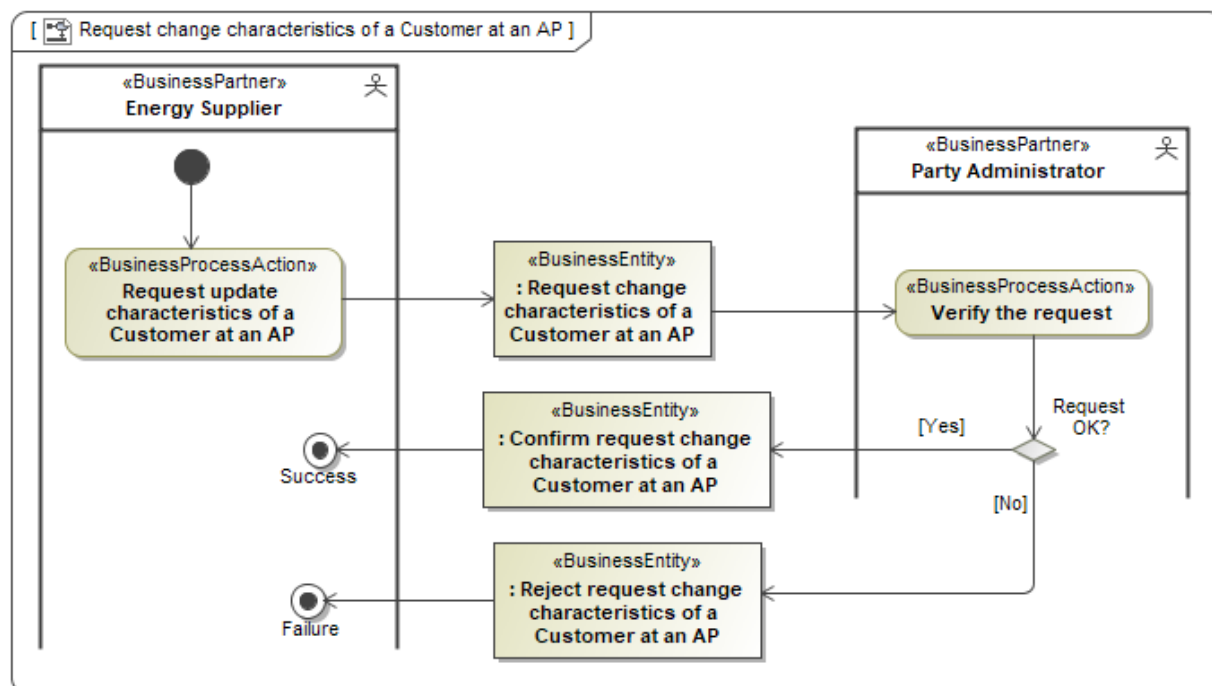 [ Request change characteristics of a Customer at an AP ]
«BusinessPartner»
Energy Supplier
«BusinessPartner»
Party Administrator
«BusinessProcessAction»
Request update
characteristics of a
Customer at an AP
«BusinessEntity»
: Request change
characteristics of a
Customer at an AP
«BusinessProcessAction»
Verify the request
Request
OK?
[Yes]
«BusinessEntity»
: Confirm request change
characteristics of a
Customer at an AP
Success
[No]
«BusinessEntity»
: Reject request change
characteristics of a
Customer at an AP
Failure